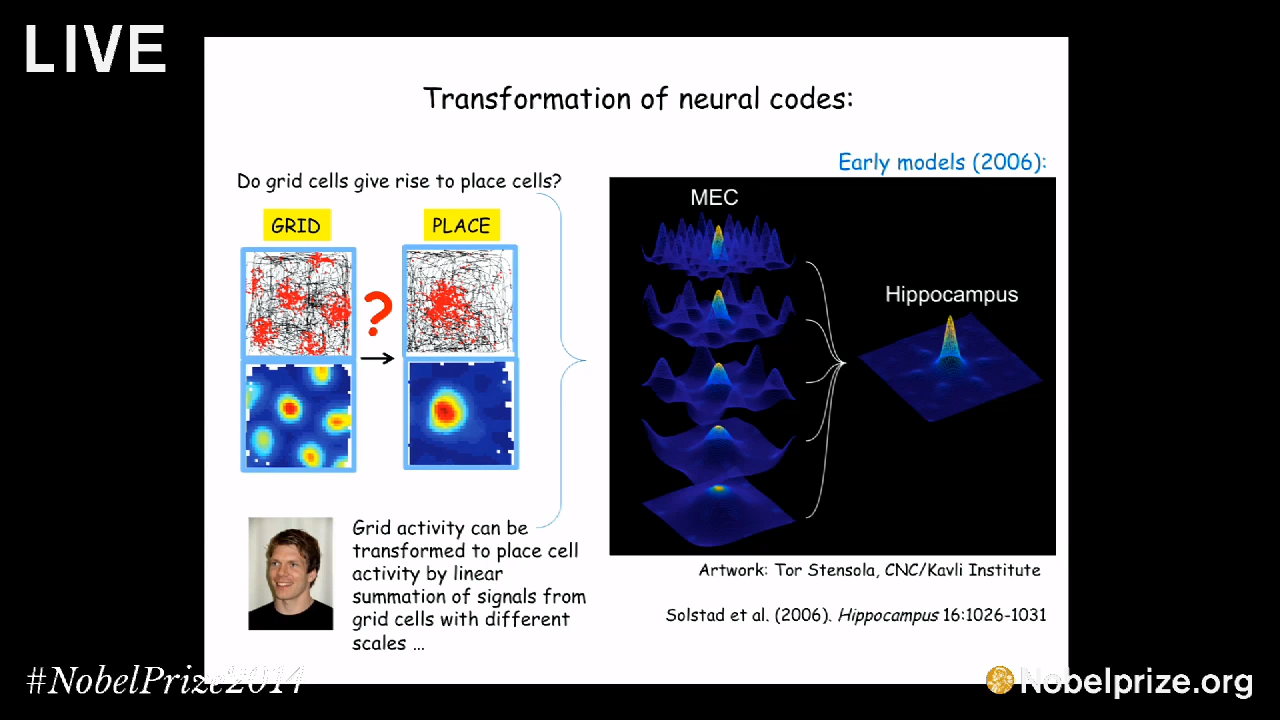 LIVE
Transformation of neural codes:
Early models (2006):
Do grid cells give rise to place cells?
GRID
PLACE
?
MEC
Hippocampus
Grid activity can be
transformed to place cell
activity by linear
summation of signals from
grid cells with different
scales ...
Artwork: Tor Stensola, CNC/Kavli Institute
Solstad et al. (2006). Hippocampus 16:1026-1031
#NobelPrize2014
Nobelprize.org